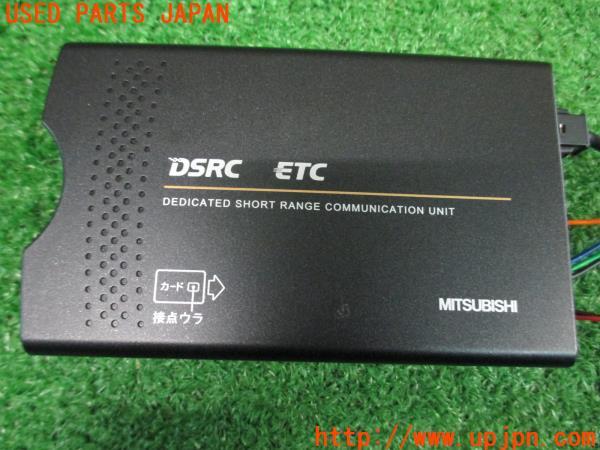 USED PARTS JAPAN
DSRC ETC
DEDICATED SHORT RANGE COMMUNICATION UNIT
カード
接点ウラ
MITSUBISHI
http://www.upjpn.com/